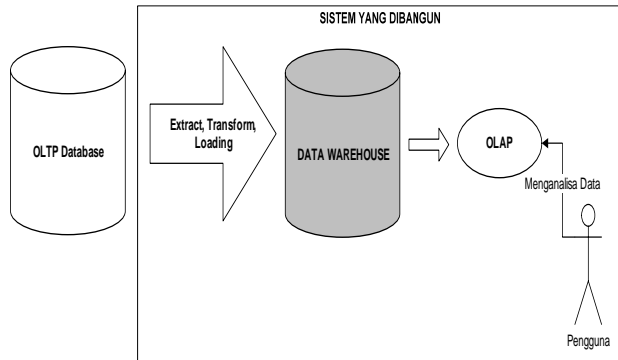 SISTEM YANG DIBANGUN
OLTP Database
Extract, Transform,
Loading
DATA WAREHOUSE
OLAP
Menganalisa Data
Pengguna